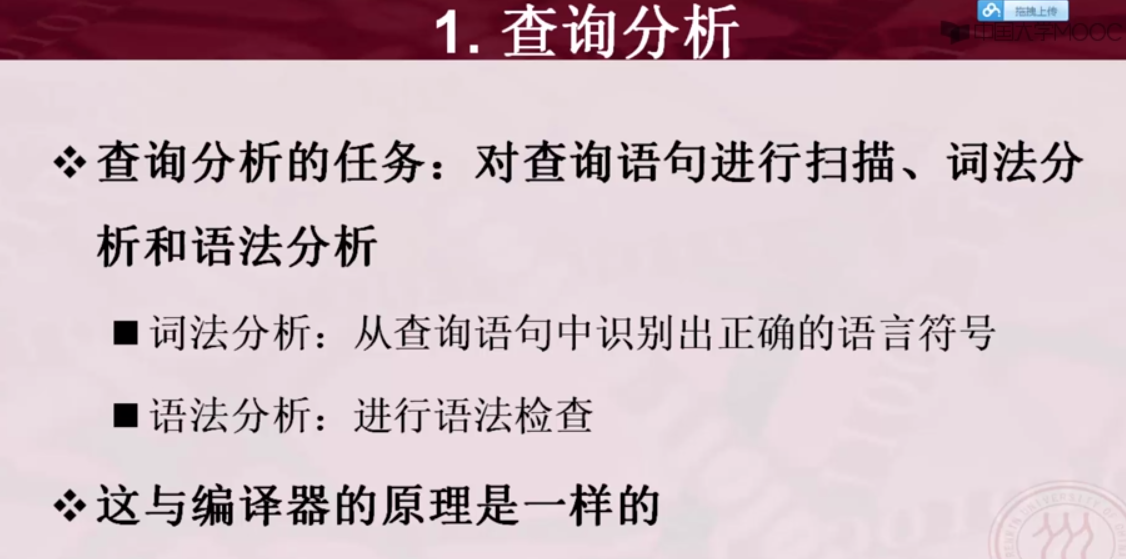 1. 查询分析
拖拽上传
中国大学MOOC
❖查询分析的任务：对查询语句进行扫描、词法分
析和语法分析
■ 词法分析：从查询语句中识别出正确的语言符号
■ 语法分析：进行语法检查
❖这与编译器的原理是一样的